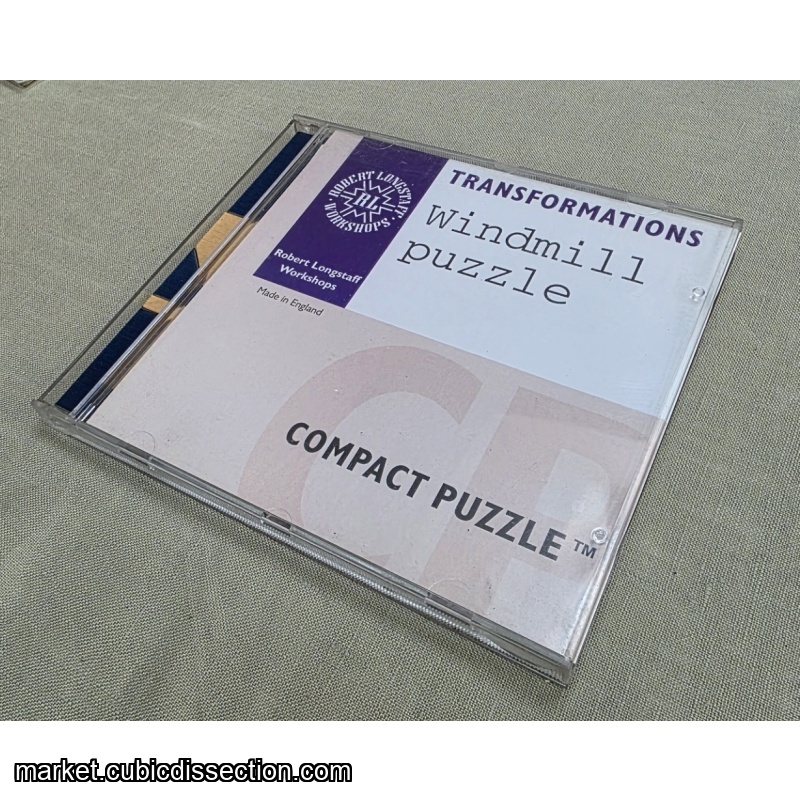 TRANSFORMATIONS
Windmill
puzzle
ROBERT LONGSTAFF
RL
WORKSHOPS
Robert Longstaff
Workshops
Made in England
CP
COMPACT PUZZLE ™
market.cubicdissection.com